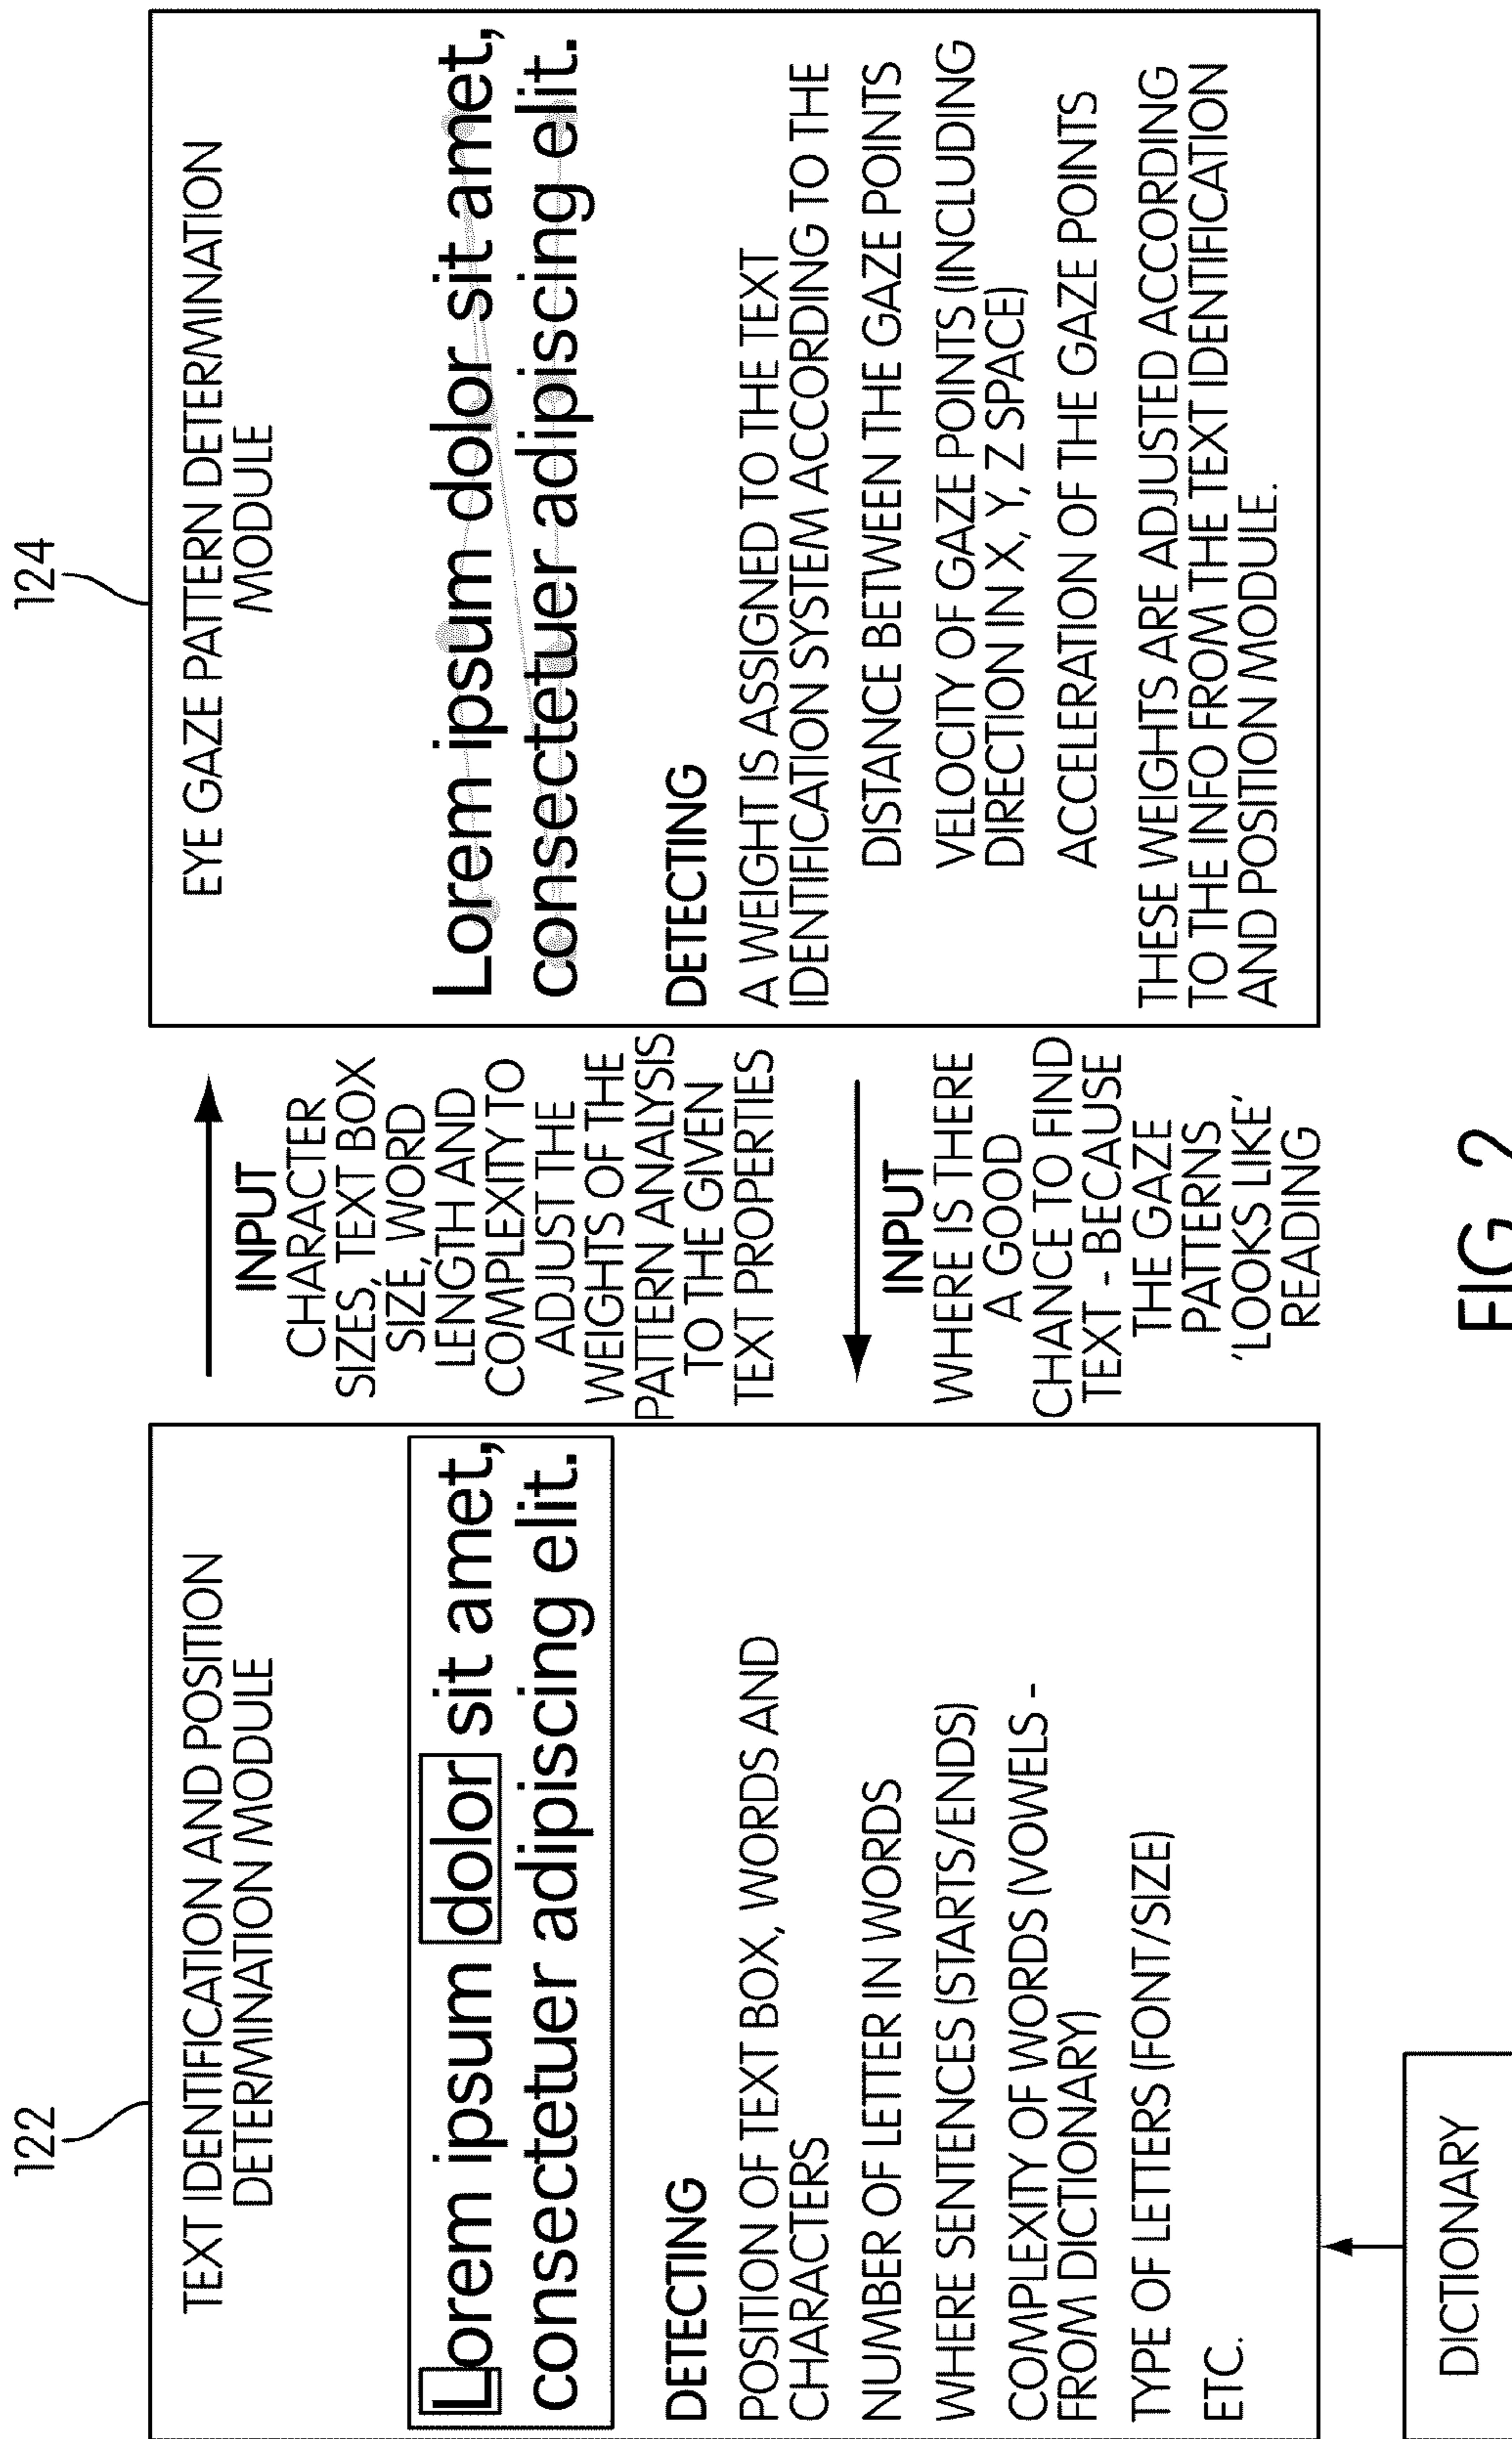 122
TEXT IDENTIFICATION AND POSITION
DETERMINATION MODULE
Lorem ipsum dolor sit amet,
consectetuer adipiscing elit.
DETECTING
POSITION OF TEXT BOX, WORDS AND
CHARACTERS
NUMBER OF LETTER IN WORDS
WHERE SENTENCES (STARTS/ENDS)
COMPLEXITY OF WORDS (VOWELS -
FROM DICTIONARY)
TYPE OF LETTERS (FONT/SIZE)
ETC.
DICTIONARY
INPUT
CHARACTER
SIZES, TEXT BOX
SIZE, WORD
LENGTH AND
COMPLEXITY TO
ADJUST THE
WEIGHTS OF THE
PATTERN ANALYSIS
TO THE GIVEN
TEXT PROPERTIES
INPUT
WHERE IS THERE
A GOOD
CHANCE TO FIND
TEXT - BECAUSE
THE GAZE
PATTERNS
'LOOKS LIKE'
READING
124
EYE GAZE PATTERN DETERMINATION
MODULE
Lorem ipsum dolor sit amet,
consectetuer adipiscing elit.
DETECTING
A WEIGHT IS ASSIGNED TO THE TEXT
IDENTIFICATION SYSTEM ACCORDING TO THE
DISTANCE BETWEEN THE GAZE POINTS
VELOCITY OF GAZE POINTS (INCLUDING
DIRECTION IN X, Y, Z SPACE)
ACCELERATION OF THE GAZE POINTS
THESE WEIGHTS ARE ADJUSTED ACCORDING
TO THE INFO FROM THE TEXT IDENTIFICATION
AND POSITION MODULE.
FIG. 2